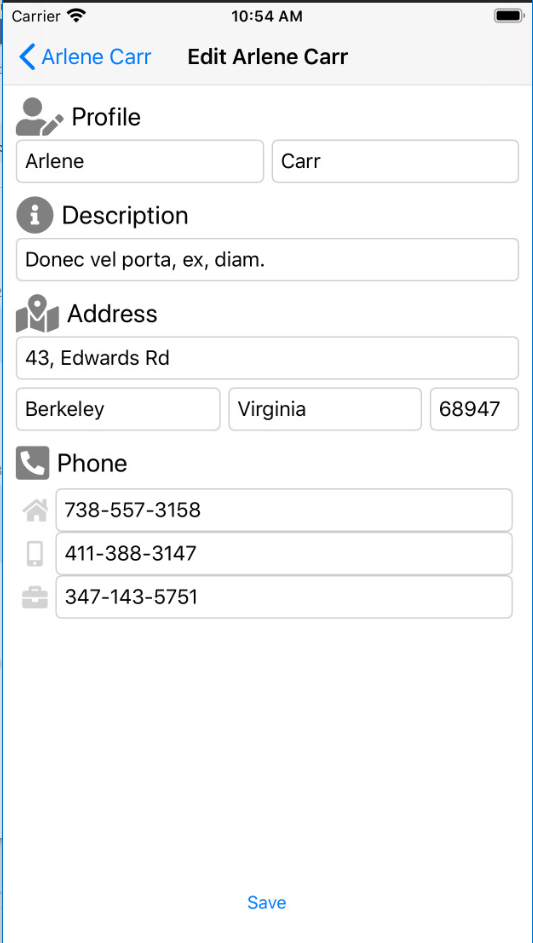 Carrier 10:54 AM
Arlene Carr Edit Arlene Carr
Profile
Arlene Carr
Description
Donec vel porta, ex, diam.
Address
43, Edwards Rd
Berkeley Virginia 68947
Phone
738-557-3158
411-388-3147
347-143-5751
Save